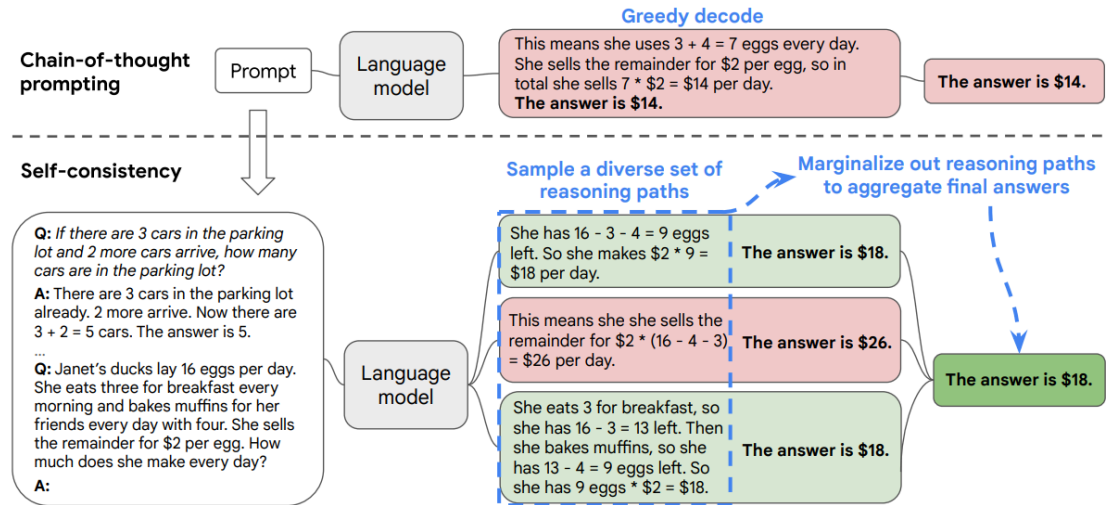 Greedy decode
Chain-of-thought
prompting
Prompt
Language
model
This means she uses 3 + 4 = 7 eggs every day.
She sells the remainder for $2 per egg, so in
total she sells 7 * $2 = $14 per day.
The answer is $14.
The answer is $14.
Self-consistency
Sample a diverse set of
reasoning paths
Marginalize out reasoning paths
to aggregate final answers
Q: If there are 3 cars in the parking
lot and 2 more cars arrive, how many
cars are in the parking lot?
A: There are 3 cars in the parking lot
already. 2 more arrive. Now there are
3 + 2 = 5 cars. The answer is 5.
...
Q: Janet's ducks lay 16 eggs per day.
She eats three for breakfast every
morning and bakes muffins for her
friends every day with four. She sells
the remainder for $2 per egg. How
much does she make every day?
A:
Language
model
She has 16 - 3 - 4 = 9 eggs
left. So she makes $2 * 9 =
$18 per day.
The answer is $18.
This means she she sells the
remainder for $2 * (16 - 4 - 3)
= $26 per day.
The answer is $26.
She eats 3 for breakfast, so
she has 16 - 3 = 13 left. Then
she bakes muffins, so she
has 13 - 4 = 9 eggs left. So
she has 9 eggs * $2 = $18.
The answer is $18.
The answer is $18.